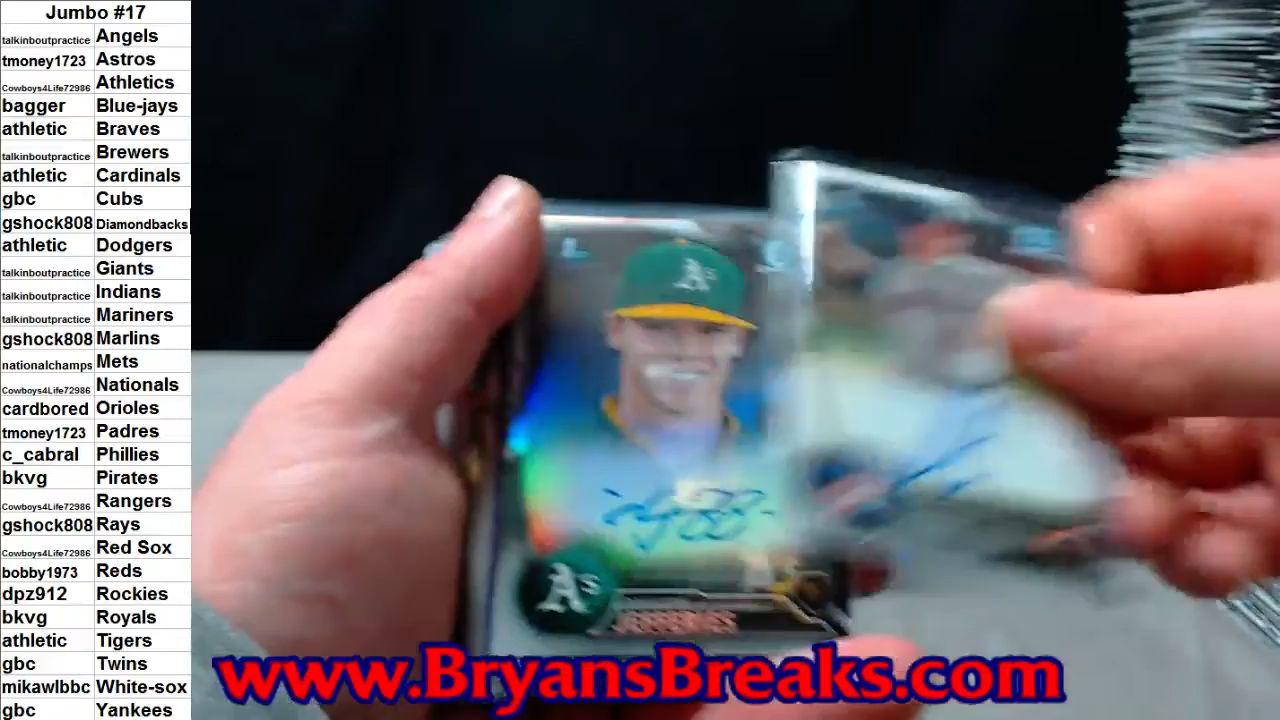 Jumbo #17
talkinboutpractice Angels
tmoney1723 Astros
Cowboys4Life72986 Athletics
bagger Blue-jays
athletic Braves
talkinboutpractice Brewers
athletic Cardinals
gbc Cubs
gshock808 Diamondbacks
athletic Dodgers
talkinboutpractice Giants
talkinboutpractice Indians
talkinboutpractice Mariners
gshock808 Marlins
nationalchamps Mets
Cowboys4Life72986 Nationals
cardbored Orioles
tmoney1723 Padres
c_cabral Phillies
bkvg Pirates
Cowboys4Life72986 Rangers
gshock808 Rays
Cowboys4Life72986 Red Sox
bobby1973 Reds
dpz912 Rockies
bkvg Royals
athletic Tigers
gbc Twins
mikawlbbc White-sox
gbc Yankees
A's
A's
www.BryansBreaks.com